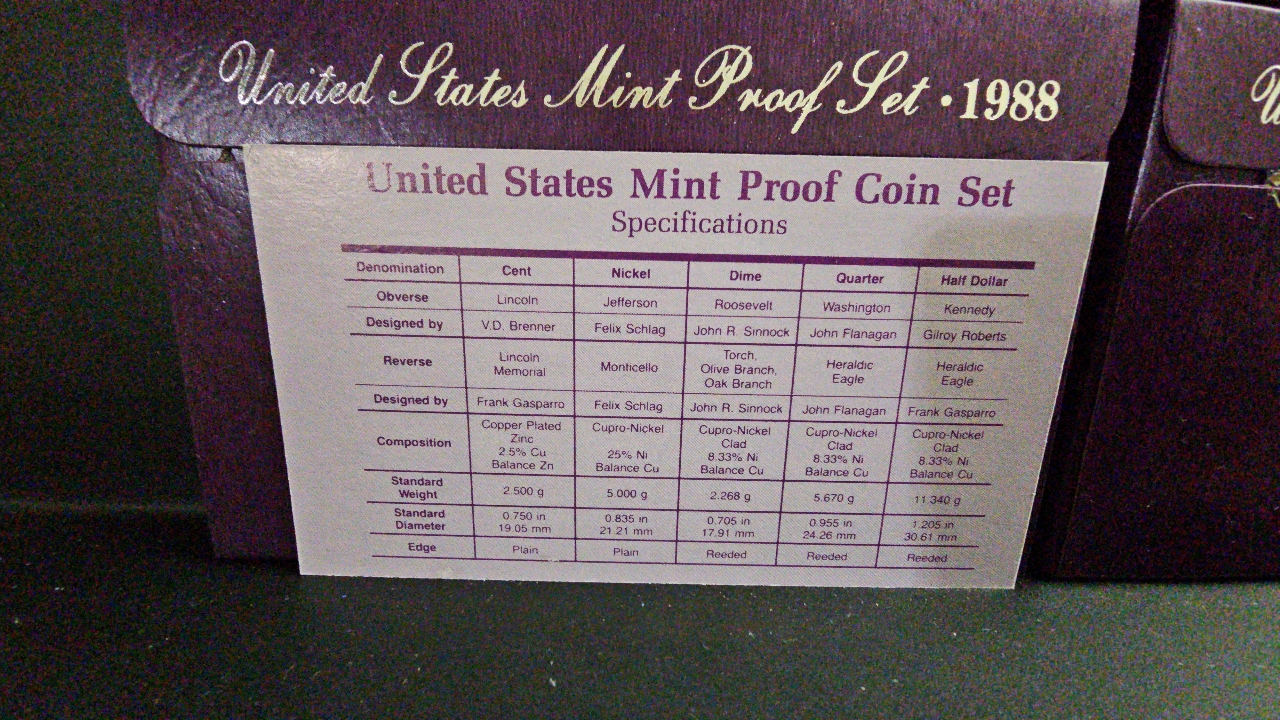 United States Mint Proof Set · 1988
United States Mint Proof Coin Set
Specifications
Denomination Cent Nickel Dime Quarter Half Dollar
Obverse Lincoln Jefferson Roosevelt Washington Kennedy
Designed by V.D. Brenner Felix Schlag John R. Sinnock John Flanagan Gilroy Roberts
Reverse Lincoln Memorial Monticello Torch, Olive Branch, Oak Branch Heraldic Eagle Heraldic Eagle
Designed by Frank Gasparro Felix Schlag John R. Sinnock John Flanagan Frank Gasparro
Composition Copper Plated Zinc 2.5% Cu Balance Zn Cupro-Nickel 25% Ni Balance Cu Cupro-Nickel Clad 8.33% Ni Balance Cu Cupro-Nickel Clad 8.33% Ni Balance Cu Cupro-Nickel Clad 8.33% Ni Balance Cu
Standard Weight 2.500 g 5.000 g 2.268 g 5.670 g 11.340 g
Standard Diameter 0.750 in 19.05 mm 0.835 in 21.21 mm 0.705 in 17.91 mm 0.955 in 24.26 mm 1.205 in 30.61 mm
Edge Plain Plain Reeded Reeded Reeded